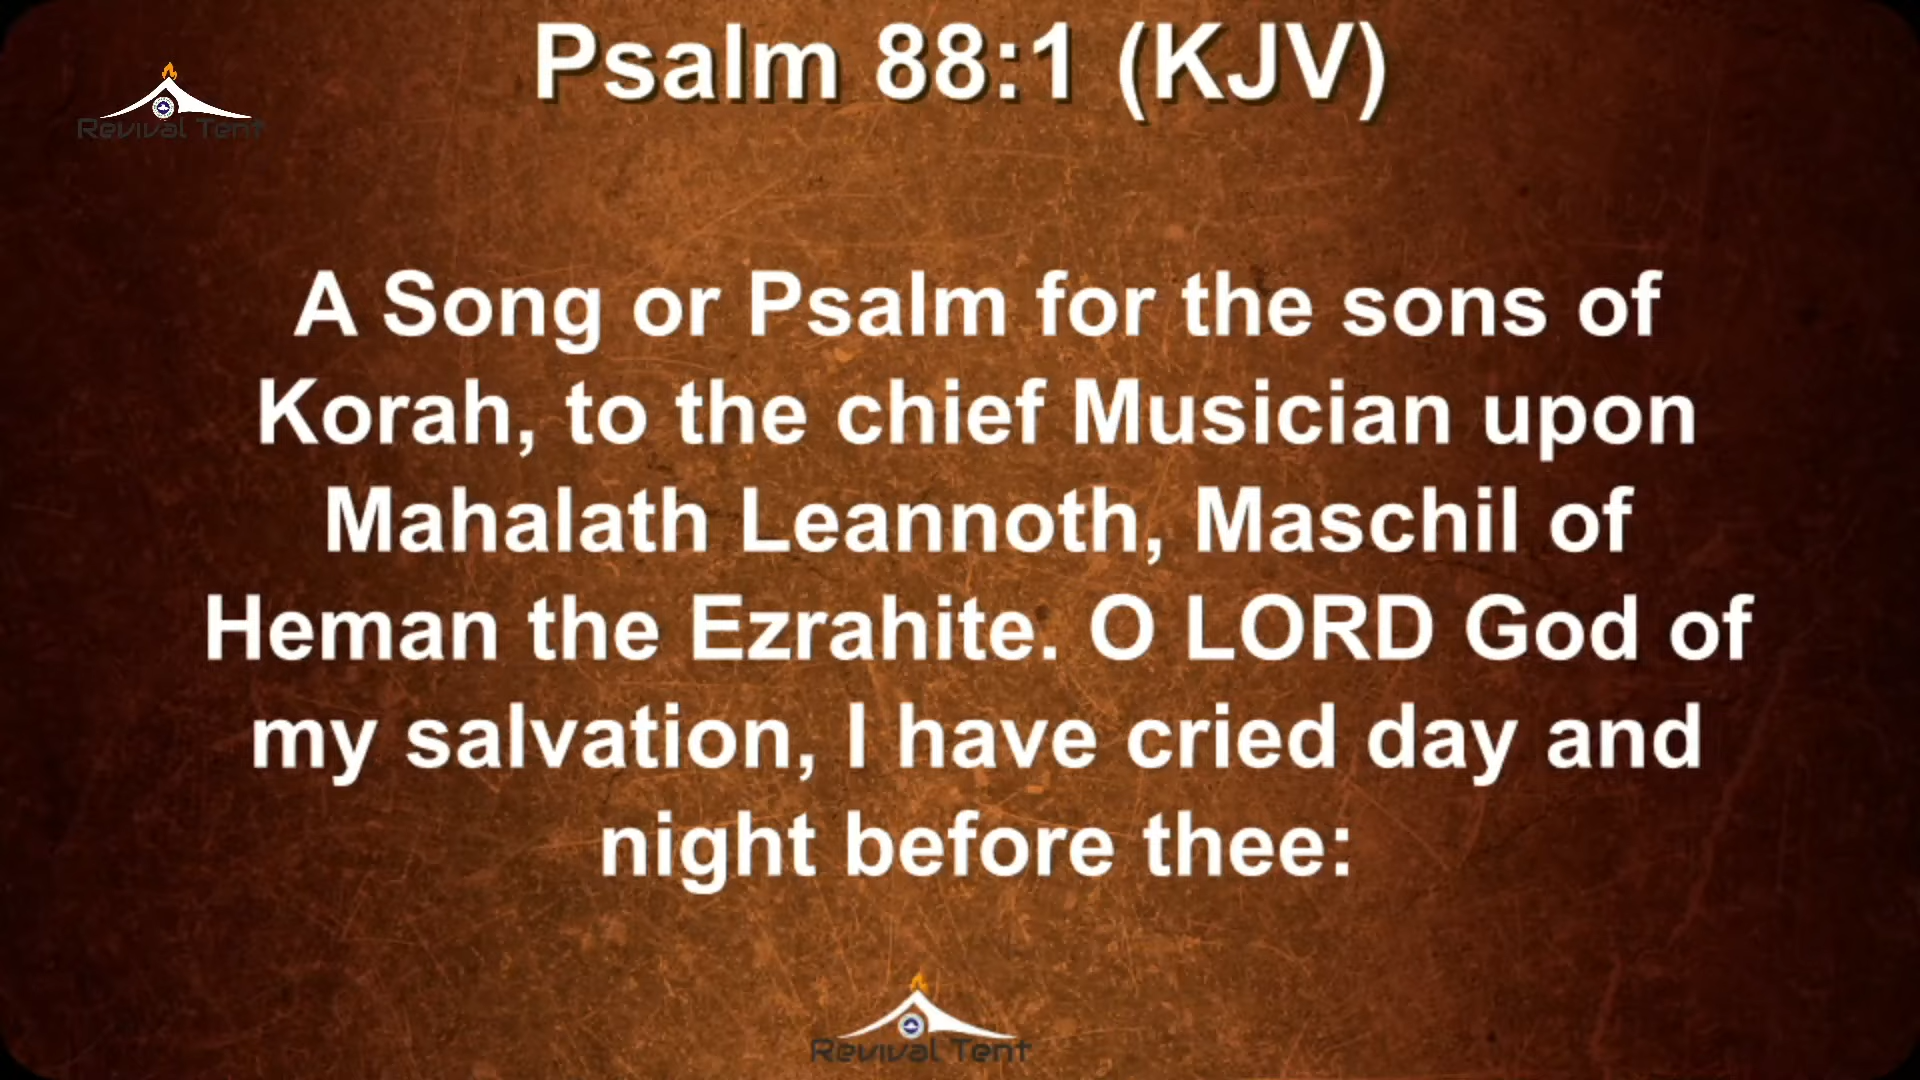 Psalm 88:1 (KJV)
Revival Tent
A Song or Psalm for the sons of
Korah, to the chief Musician upon
Mahalath Leannoth, Maschil of
Heman the Ezrahite. O LORD God of
my salvation, I have cried day and
night before thee:
Revival Tent